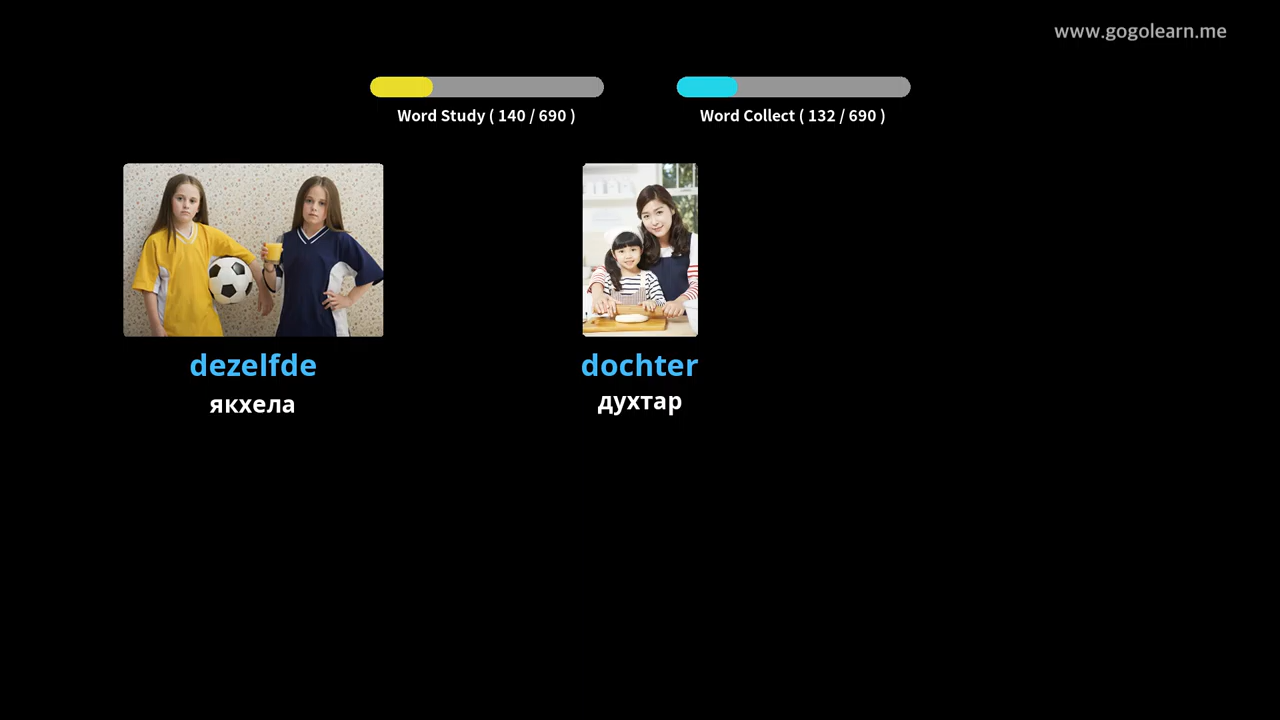 www.gogolearn.me
Word Study ( 140 / 690 )
Word Collect ( 132 / 690 )
dezelfde
якхела
dochter
духтар